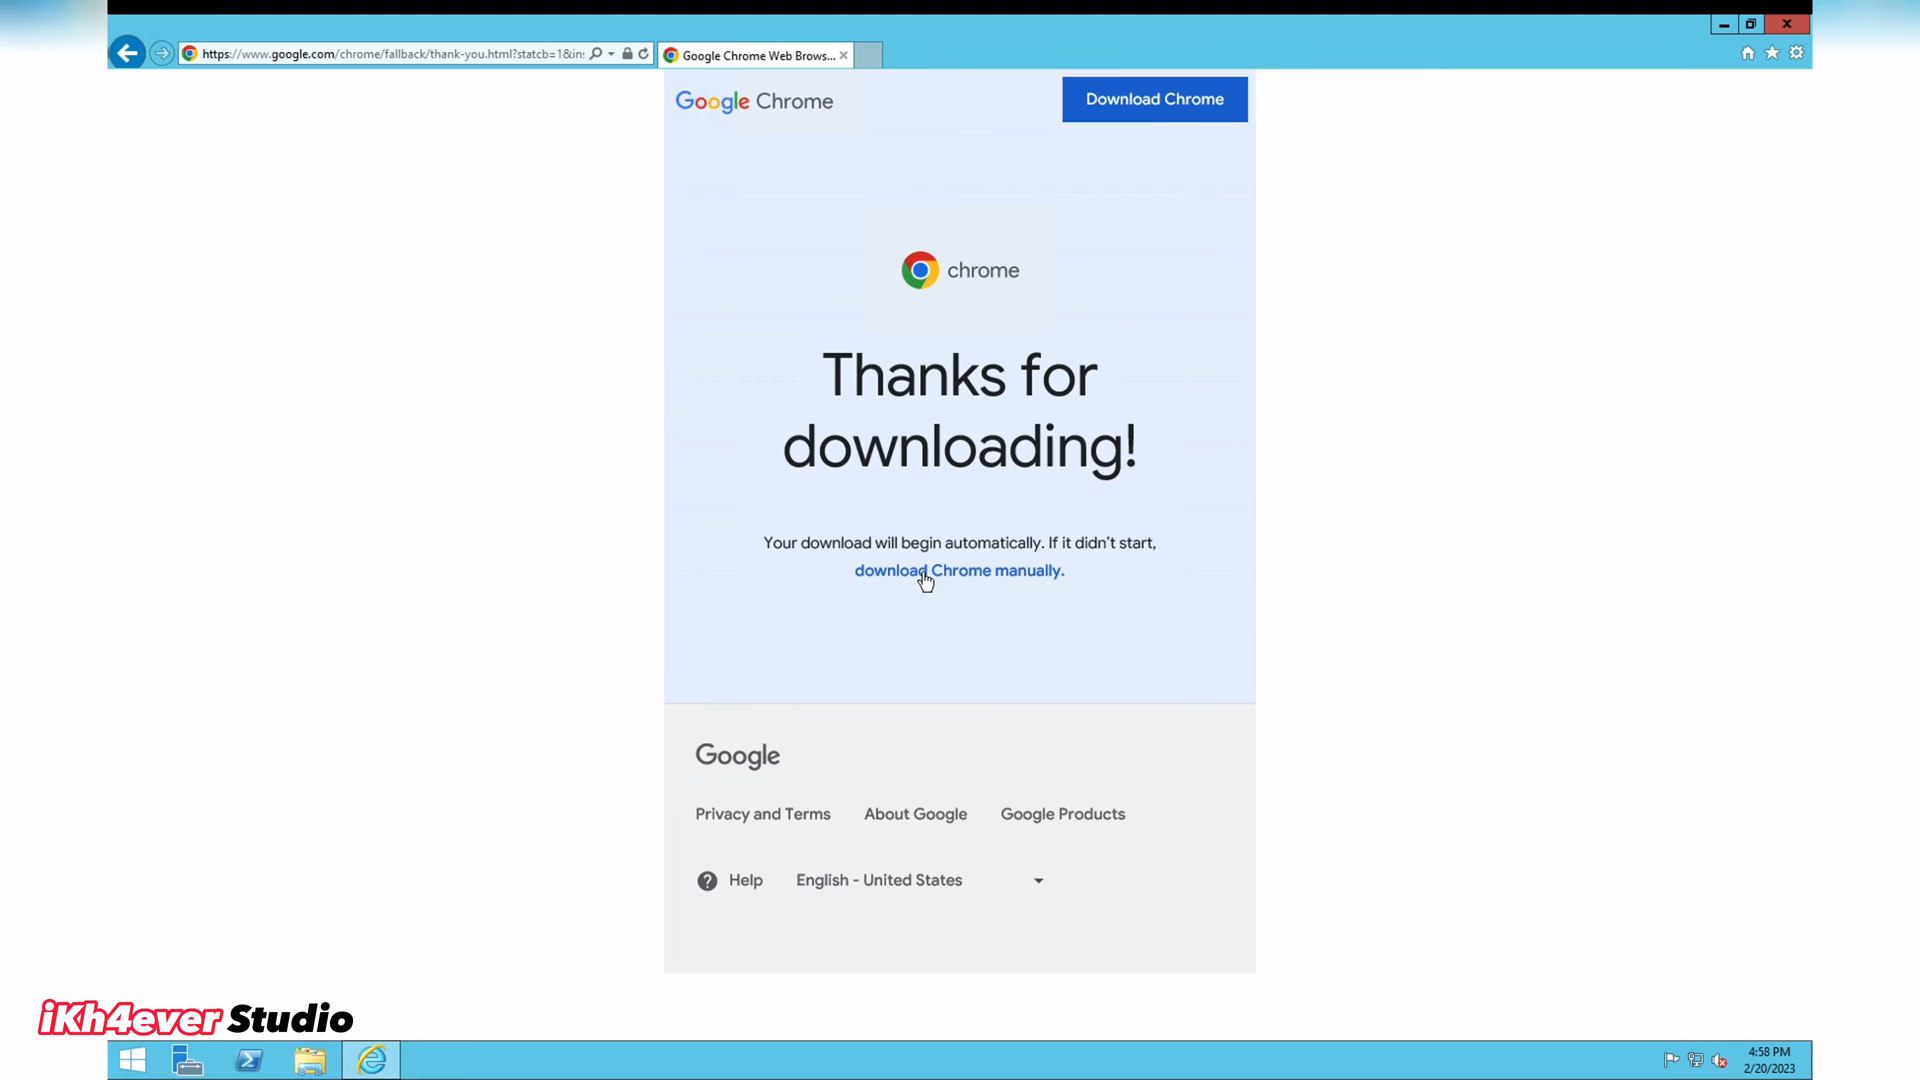 https://www.google.com/chrome/fallback/thank-you.html?statcb=1&in:
Google Chrome Web Brows...
Google Chrome
Download Chrome
chrome
Thanks for
downloading!
Your download will begin automatically. If it didn't start,
download Chrome manually.
Google
Privacy and Terms About Google Google Products
Help English - United States
iKh4ever Studio
4:58 PM
2/20/2023